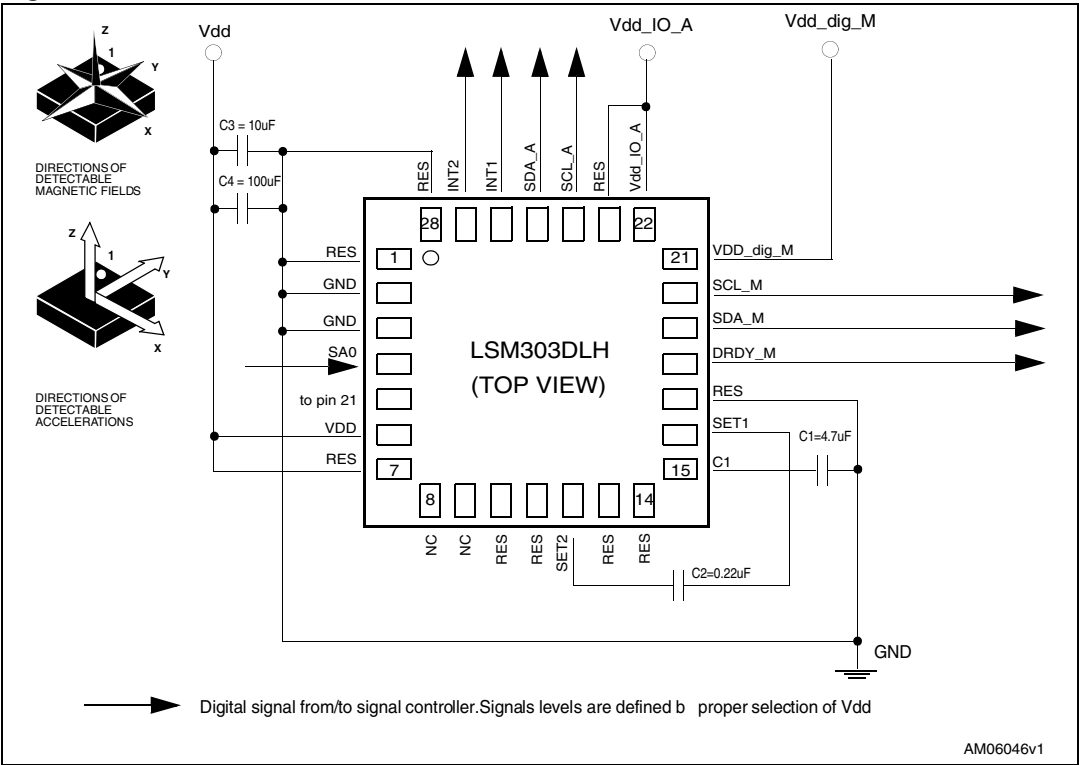 Vdd
Vdd_IO_A
Vdd_dig_M
Z
1
Y
X
DIRECTIONS OF
DETECTABLE
MAGNETIC FIELDS
Z
1
Y
X
DIRECTIONS OF
DETECTABLE
ACCELERATIONS
C3 = 10uF
C4 = 100uF
RES
INT2
INT1
SDA_A
SCL_A
RES
Vdd_IO_A
28
22
RES
1
GND
GND
SA0
to pin 21
VDD
RES
7
LSM303DLH
(TOP VIEW)
21
VDD_dig_M
SCL_M
SDA_M
DRDY_M
RES
SET1
C1=4.7uF
15
C1
8
14
NC
NC
RES
RES
SET2
RES
RES
C2=0.22uF
GND
Digital signal from/to signal controller.Signals levels are defined b proper selection of Vdd
AM06046v1